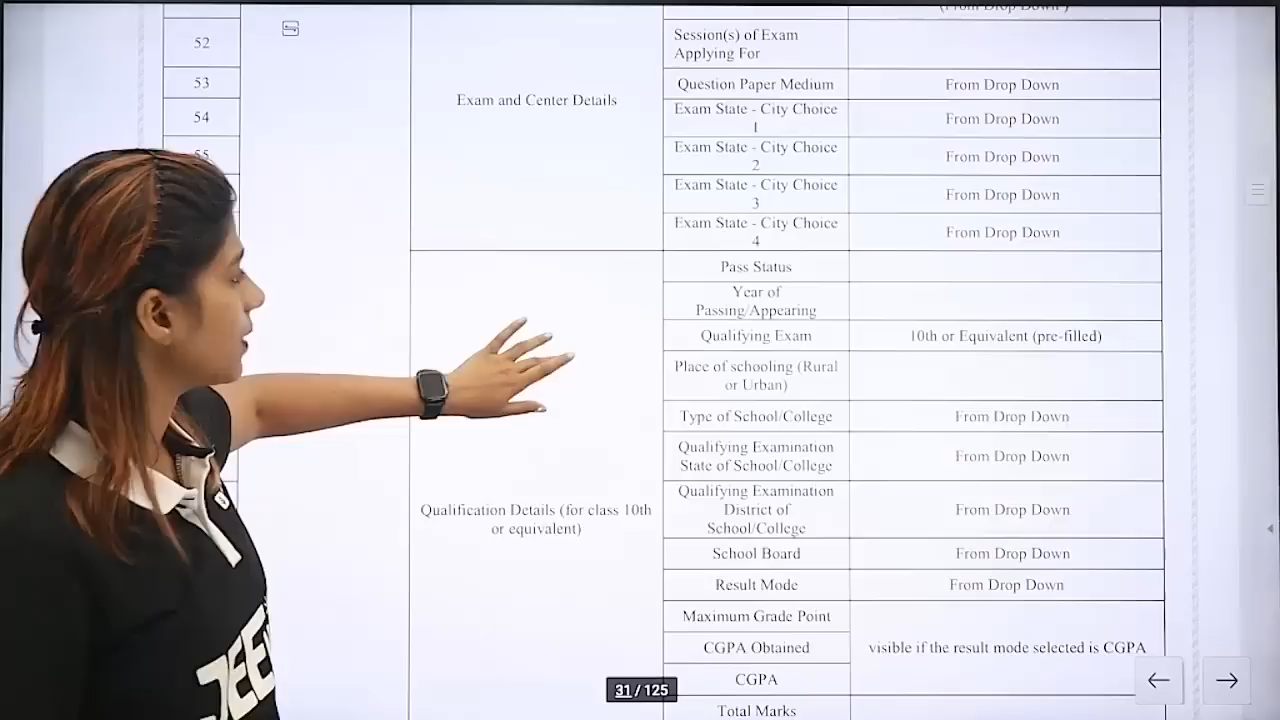 (From Drop Down )
52
Session(s) of Exam
Applying For
53
Question Paper Medium
From Drop Down
Exam and Center Details
54
Exam State - City Choice
1
From Drop Down
55
Exam State - City Choice
2
From Drop Down
Exam State - City Choice
3
From Drop Down
Exam State - City Choice
4
From Drop Down
Pass Status
Year of
Passing/Appearing
Qualifying Exam
10th or Equivalent (pre-filled)
Place of schooling (Rural
or Urban)
Type of School/College
From Drop Down
Qualifying Examination
State of School/College
From Drop Down
Qualification Details (for class 10th
or equivalent)
Qualifying Examination
District of
School/College
From Drop Down
School Board
From Drop Down
Result Mode
From Drop Down
Maximum Grade Point
CGPA Obtained
visible if the result mode selected is CGPA
CGPA
Total Marks
31 / 125
JEE